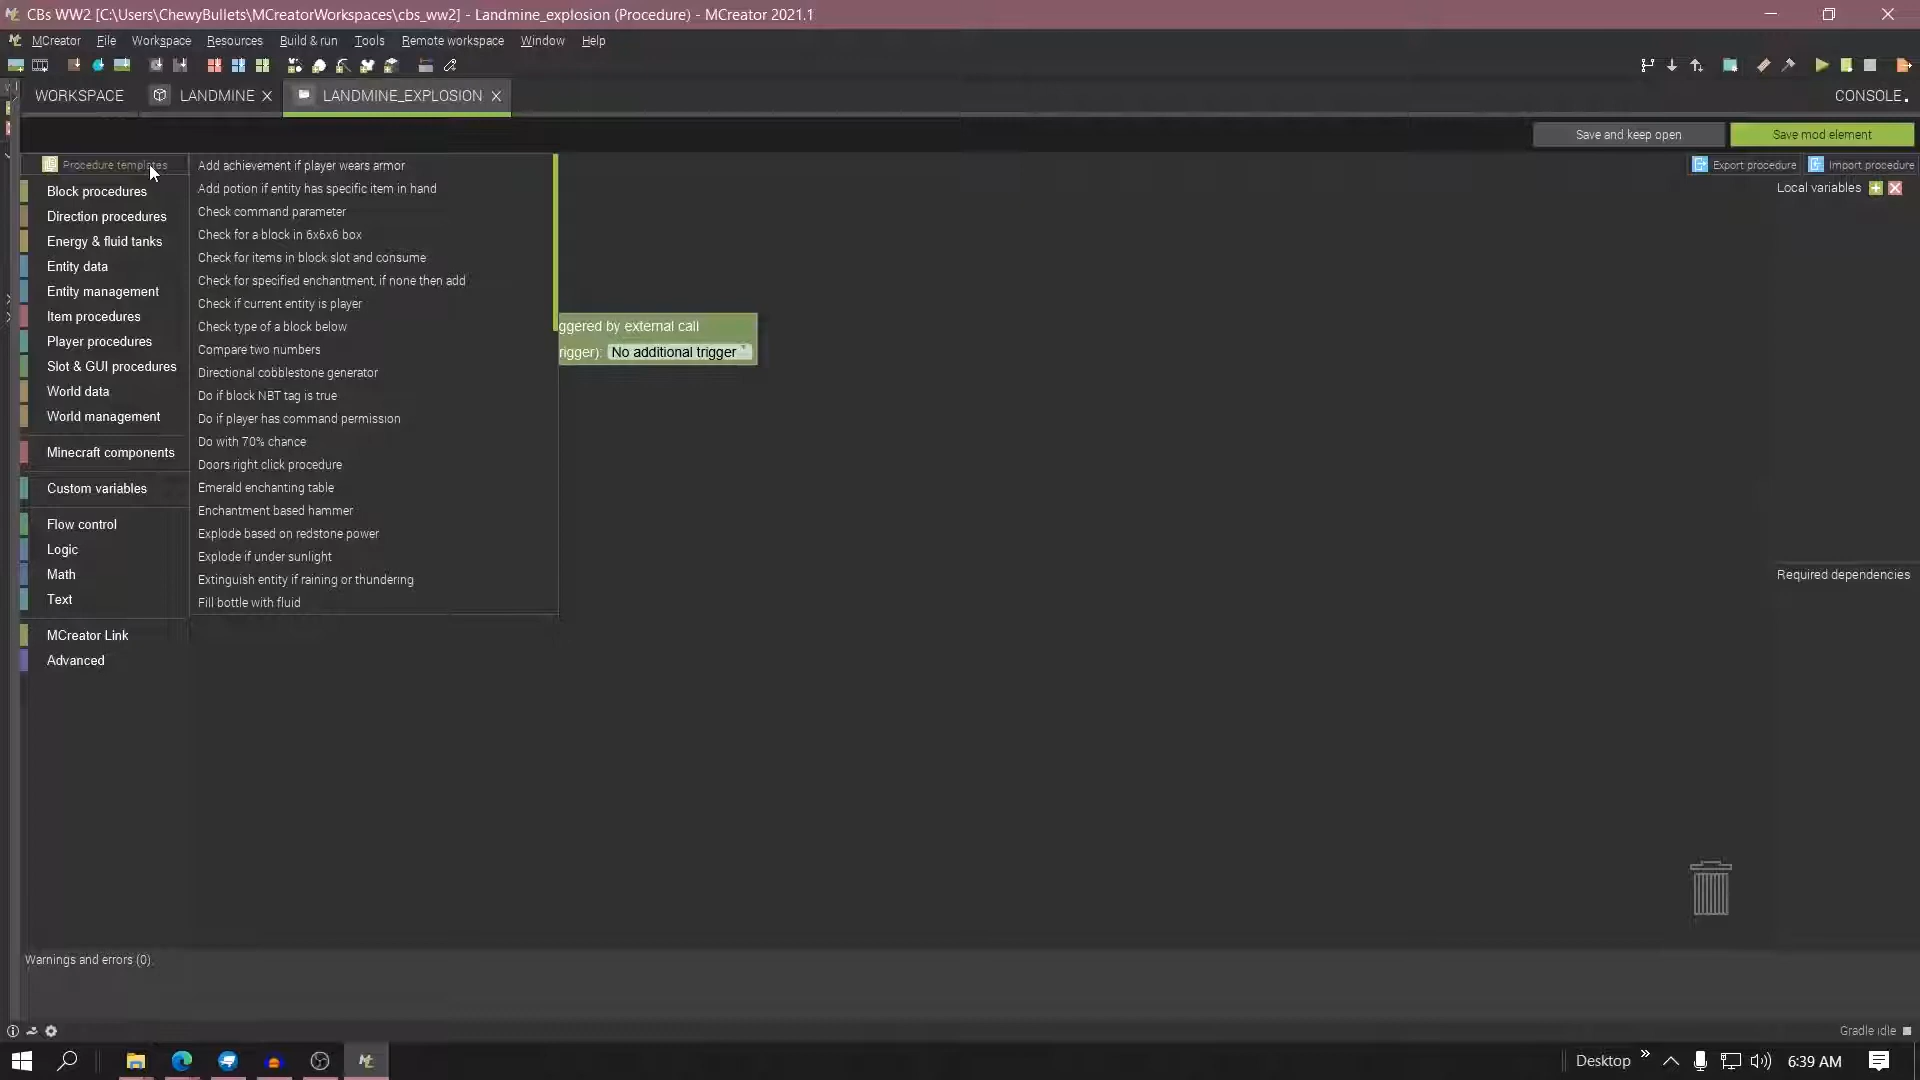 CBs WW2 [C:\Users\ChewyBullets\MCreatorWorkspaces\cbs_ww2] - Landmine_explosion (Procedure) - MCreator 2021.1
MCreator File Workspace Resources Build & run Tools Remote workspace Window Help
WORKSPACE LANDMINE LANDMINE_EXPLOSION CONSOLE
Save and keep open Save mod element
Procedure templates
Export procedure Import procedure
Local variables
Block procedures
Direction procedures
Energy & fluid tanks
Entity data
Entity management
Item procedures
Player procedures
Slot & GUI procedures
World data
World management
Minecraft components
Custom variables
Flow control
Logic
Math
Text
MCreator Link
Advanced
Add achievement if player wears armor
Add potion if entity has specific item in hand
Check command parameter
Check for a block in 6x6x6 box
Check for items in block slot and consume
Check for specified enchantment, if none then add
Check if current entity is player
Check type of a block below
Compare two numbers
Directional cobblestone generator
Do if block NBT tag is true
Do if player has command permission
Do with 70% chance
Doors right click procedure
Emerald enchanting table
Enchantment based hammer
Explode based on redstone power
Explode if under sunlight
Extinguish entity if raining or thundering
Fill bottle with fluid
ggered by external call
rigger): No additional trigger
Required dependencies
Warnings and errors (0)
Gradle idle
Desktop 6:39 AM